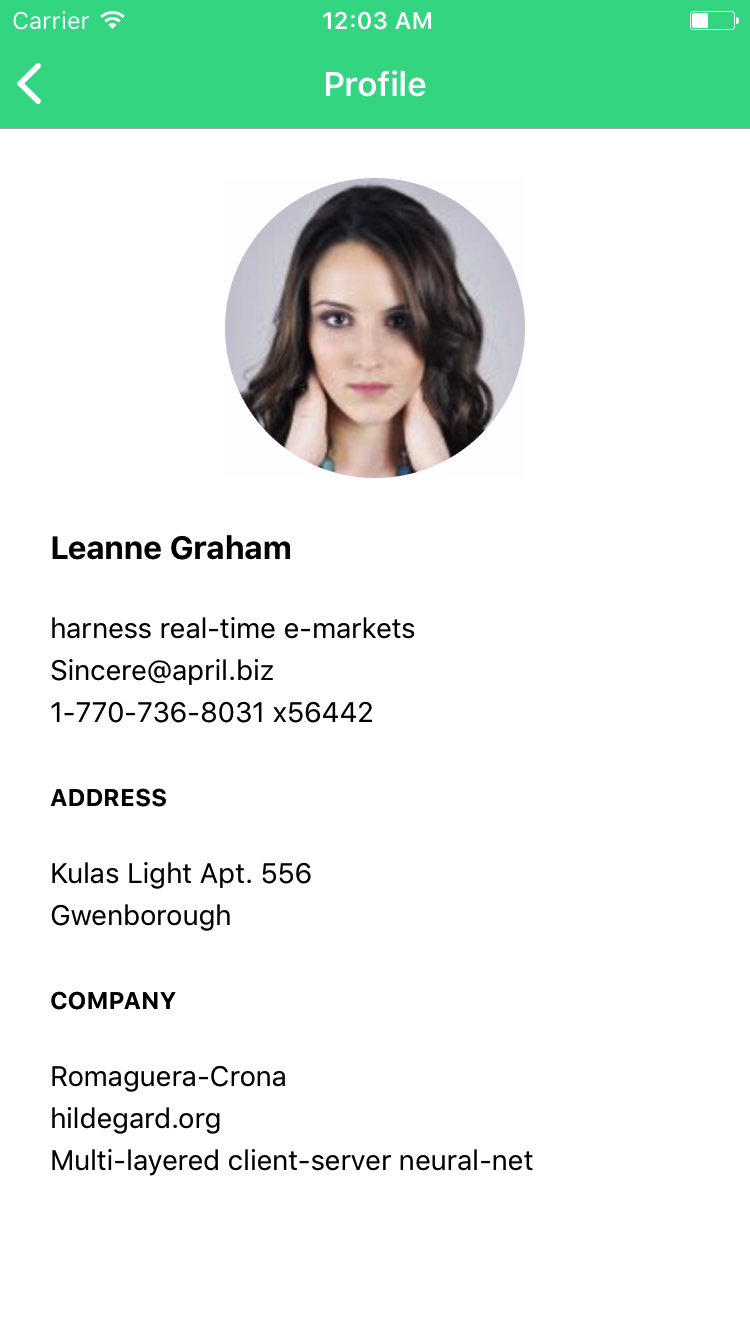 Carrier 12:03 AM
Profile
Leanne Graham
harness real-time e-markets
Sincere@april.biz
1-770-736-8031 x56442
ADDRESS
Kulas Light Apt. 556
Gwenborough
COMPANY
Romaguera-Crona
hildegard.org
Multi-layered client-server neural-net